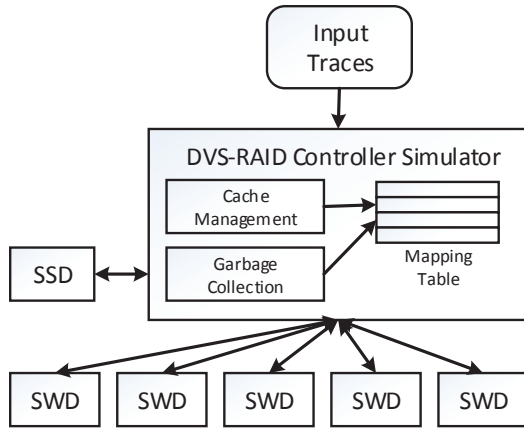 Input
Traces
DVS-RAID Controller Simulator
Cache
Management
Garbage
Collection
Mapping
Table
SSD
SWD SWD SWD SWD SWD